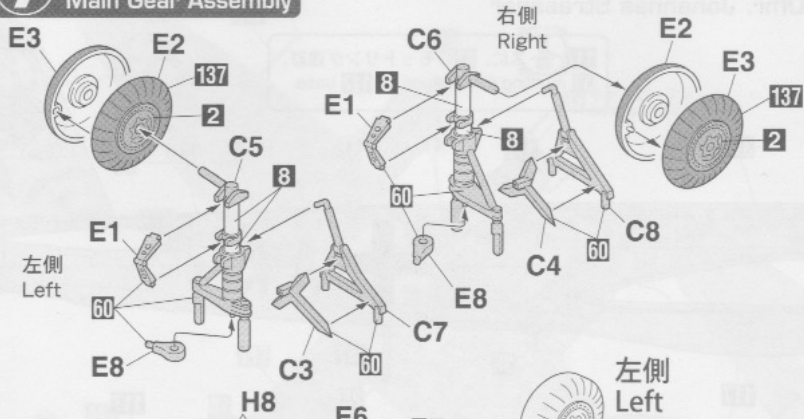 Main Gear Assembly
E3
E2
137
2
C5
8
E1
左側
Left
60
E8
C3
60
C7
右側
Right
C6
8
E1
8
60
E8
C4
60
C8
E2
E3
137
2
H8
E6
左側
Left